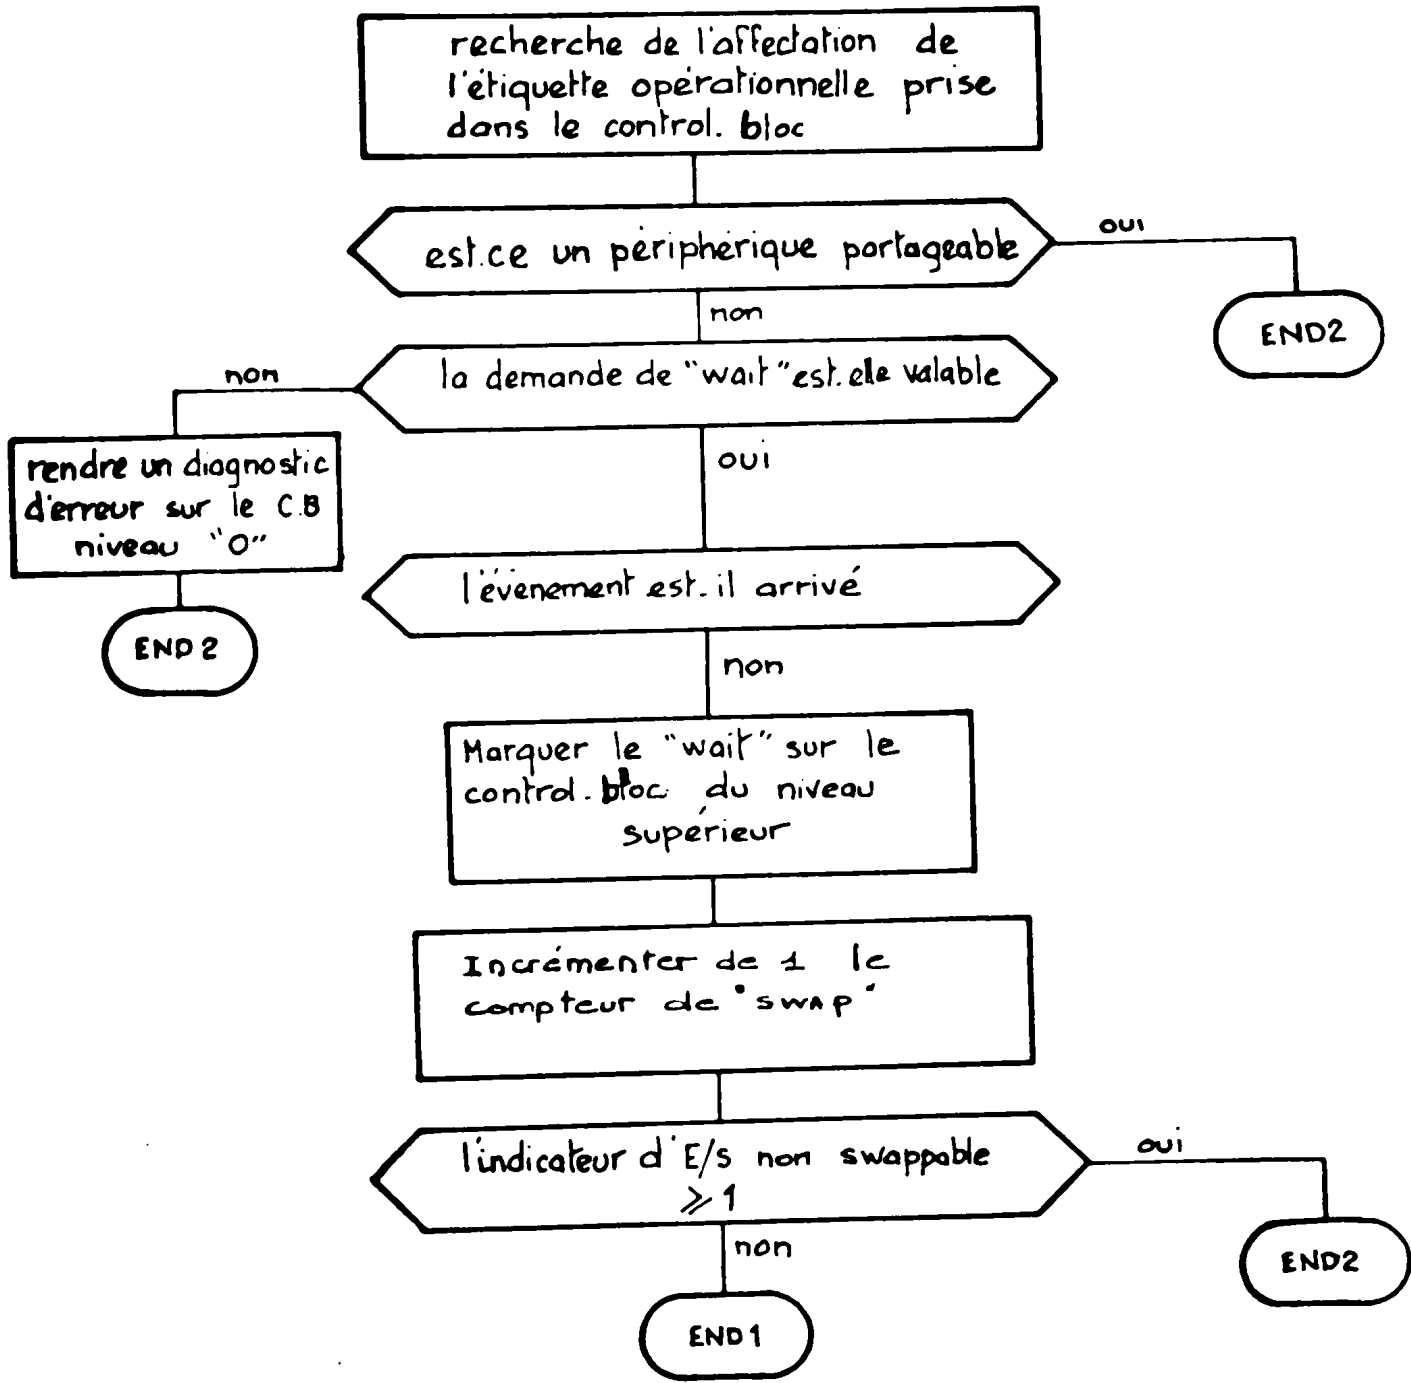 recherche de l'affectation de
l'étiquette opérationnelle prise
dans le control. bloc
est.ce un périphérique partageable
oui
END2
non
la demande de "wait" est.elle valable
non
rendre un diagnostic
d'erreur sur le C.B
niveau "0"
END 2
oui
l'évènement est.il arrivé
non
Marquer le "wait" sur le
control.bloc du niveau
supérieur
Incrémenter de 1 le
compteur de "swap"
l'indicateur d'E/S non swappable
⩾ 1
oui
END2
non
END1